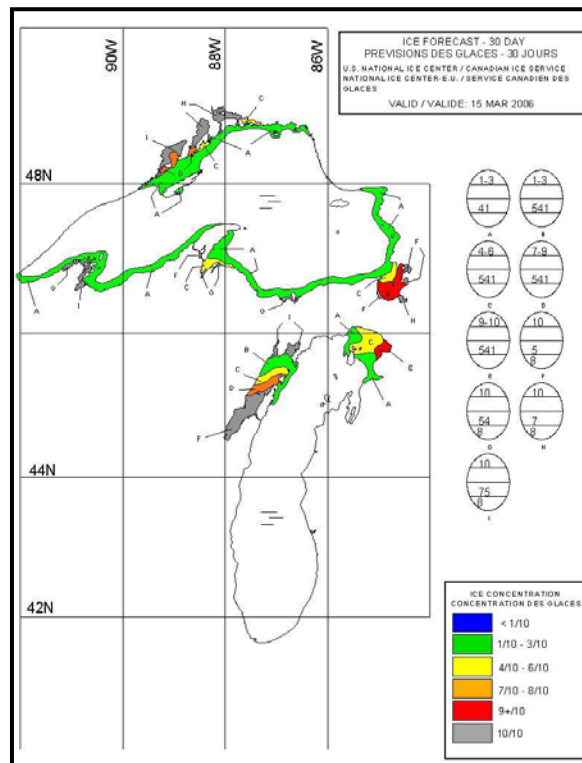 90W
88W
86W
ICE FORECAST - 30 DAY
PREVISIONS DES GLACES - 30 JOURS
U.S. NATIONAL ICE CENTER / CANADIAN ICE SERVICE
NATIONAL ICE CENTER-E.U. / SERVICE CANADIEN DES
GLACES
VALID / VALIDE: 15 MAR 2006
H
C
I
A
D
C
48N
A
A
F
C
G
A
G
I
A
A
G
A
F
C
F
H
A
I
B
C
D
F
A
C
E
A
44N
42N
1-3
41
A
1-3
541
B
4-6
541
C
7-9
541
D
9-10
541
E
10
5
8
F
10
54
8
G
10
7
8
H
10
75
8
I
ICE CONCENTRATION
CONCENTRATION DES GLACES
< 1/10
1/10 - 3/10
4/10 - 6/10
7/10 - 8/10
9+/10
10/10